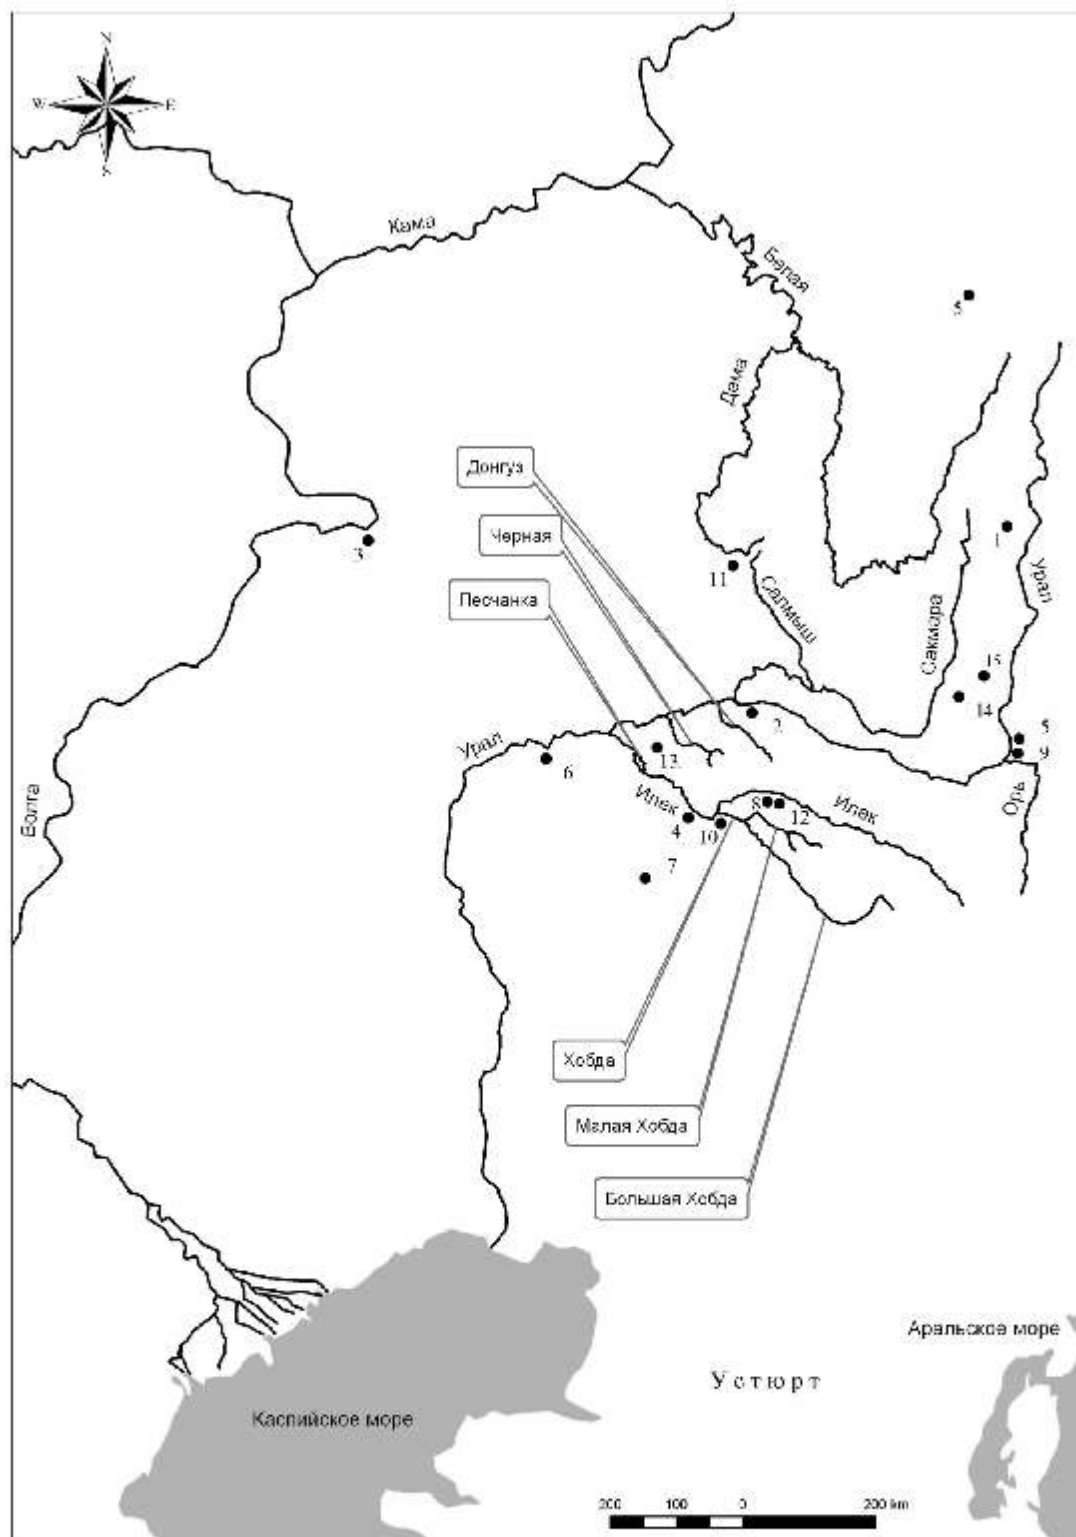 N
W E
S
Кама
Белая
5
Дема
Донгуз
Черная
3
1
11
Песчанка
Урал
Салмыш
Сакмара
15
14
2
Урал
13
5
9
6
Волга
Илек
8
12
Илек
Орь
4
10
7
Хобда
Малая Хобда
Большая Хобда
Аральское море
Устюрт
Каспийское море
200 100 0 200 km